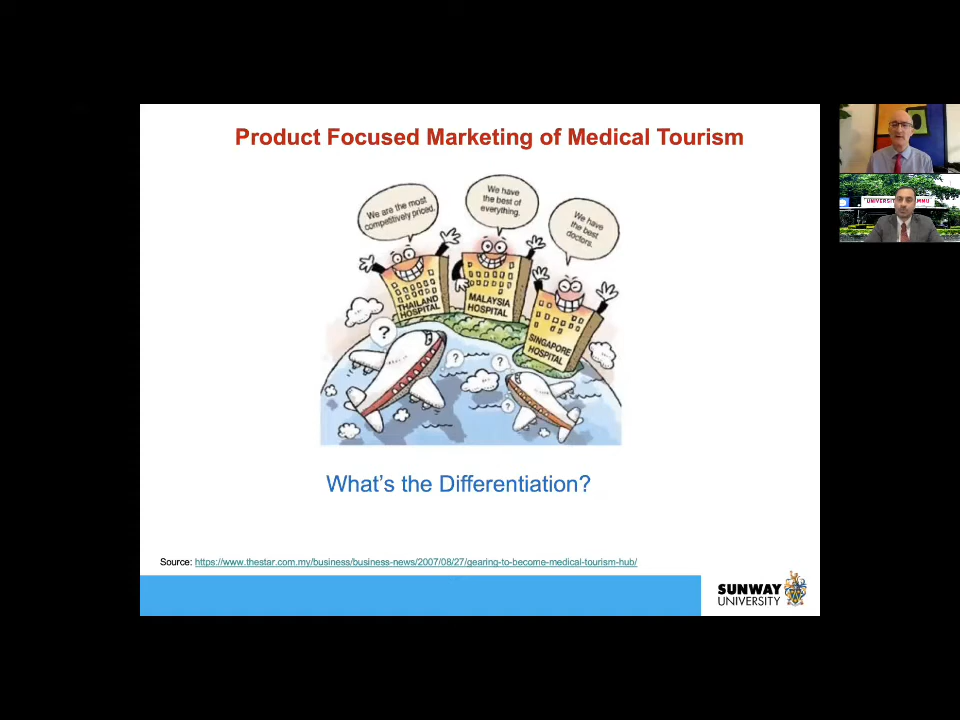 Product Focused Marketing of Medical Tourism
We are the most
competitively priced.
We have
the best of
everything.
We have
the best
doctors.
THAILAND
HOSPITAL
MALAYSIA
HOSPITAL
SINGAPORE
HOSPITAL
?
?
?
?
What's the Differentiation?
Source: https://www.thestar.com.my/business/business-news/2007/08/27/gearing-to-become-medical-tourism-hub/
SUNWAY
UNIVERSITY